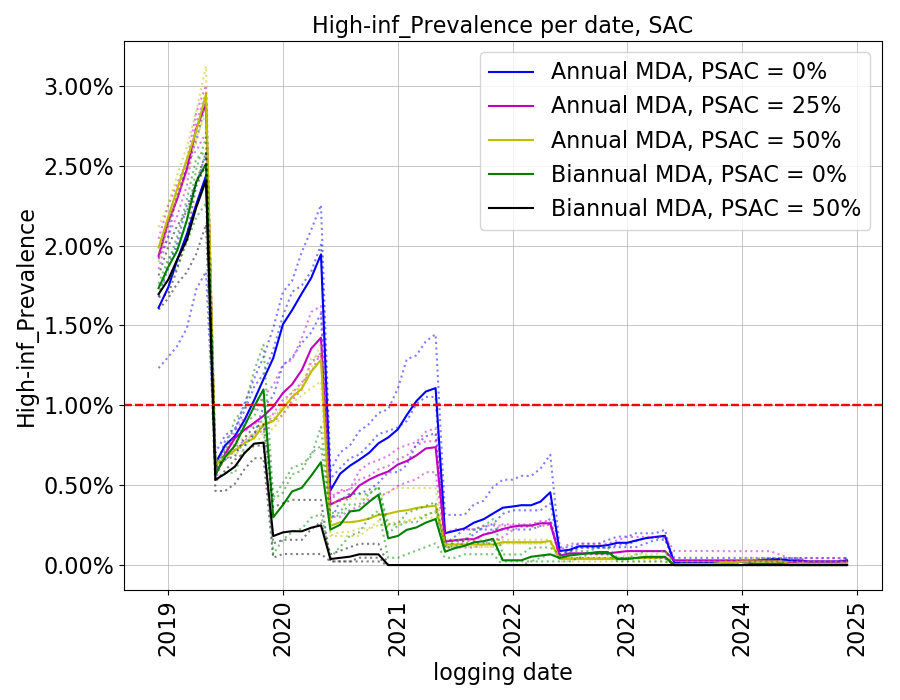 High-inf_Prevalence per date, SAC
Annual MDA, PSAC = 0%
Annual MDA, PSAC = 25%
Annual MDA, PSAC = 50%
Biannual MDA, PSAC = 0%
Biannual MDA, PSAC = 50%
High-inf_Prevalence
3.00%
2.50%
2.00%
1.50%
1.00%
0.50%
0.00%
2019
2020
2021
2022
2023
2024
2025
logging date